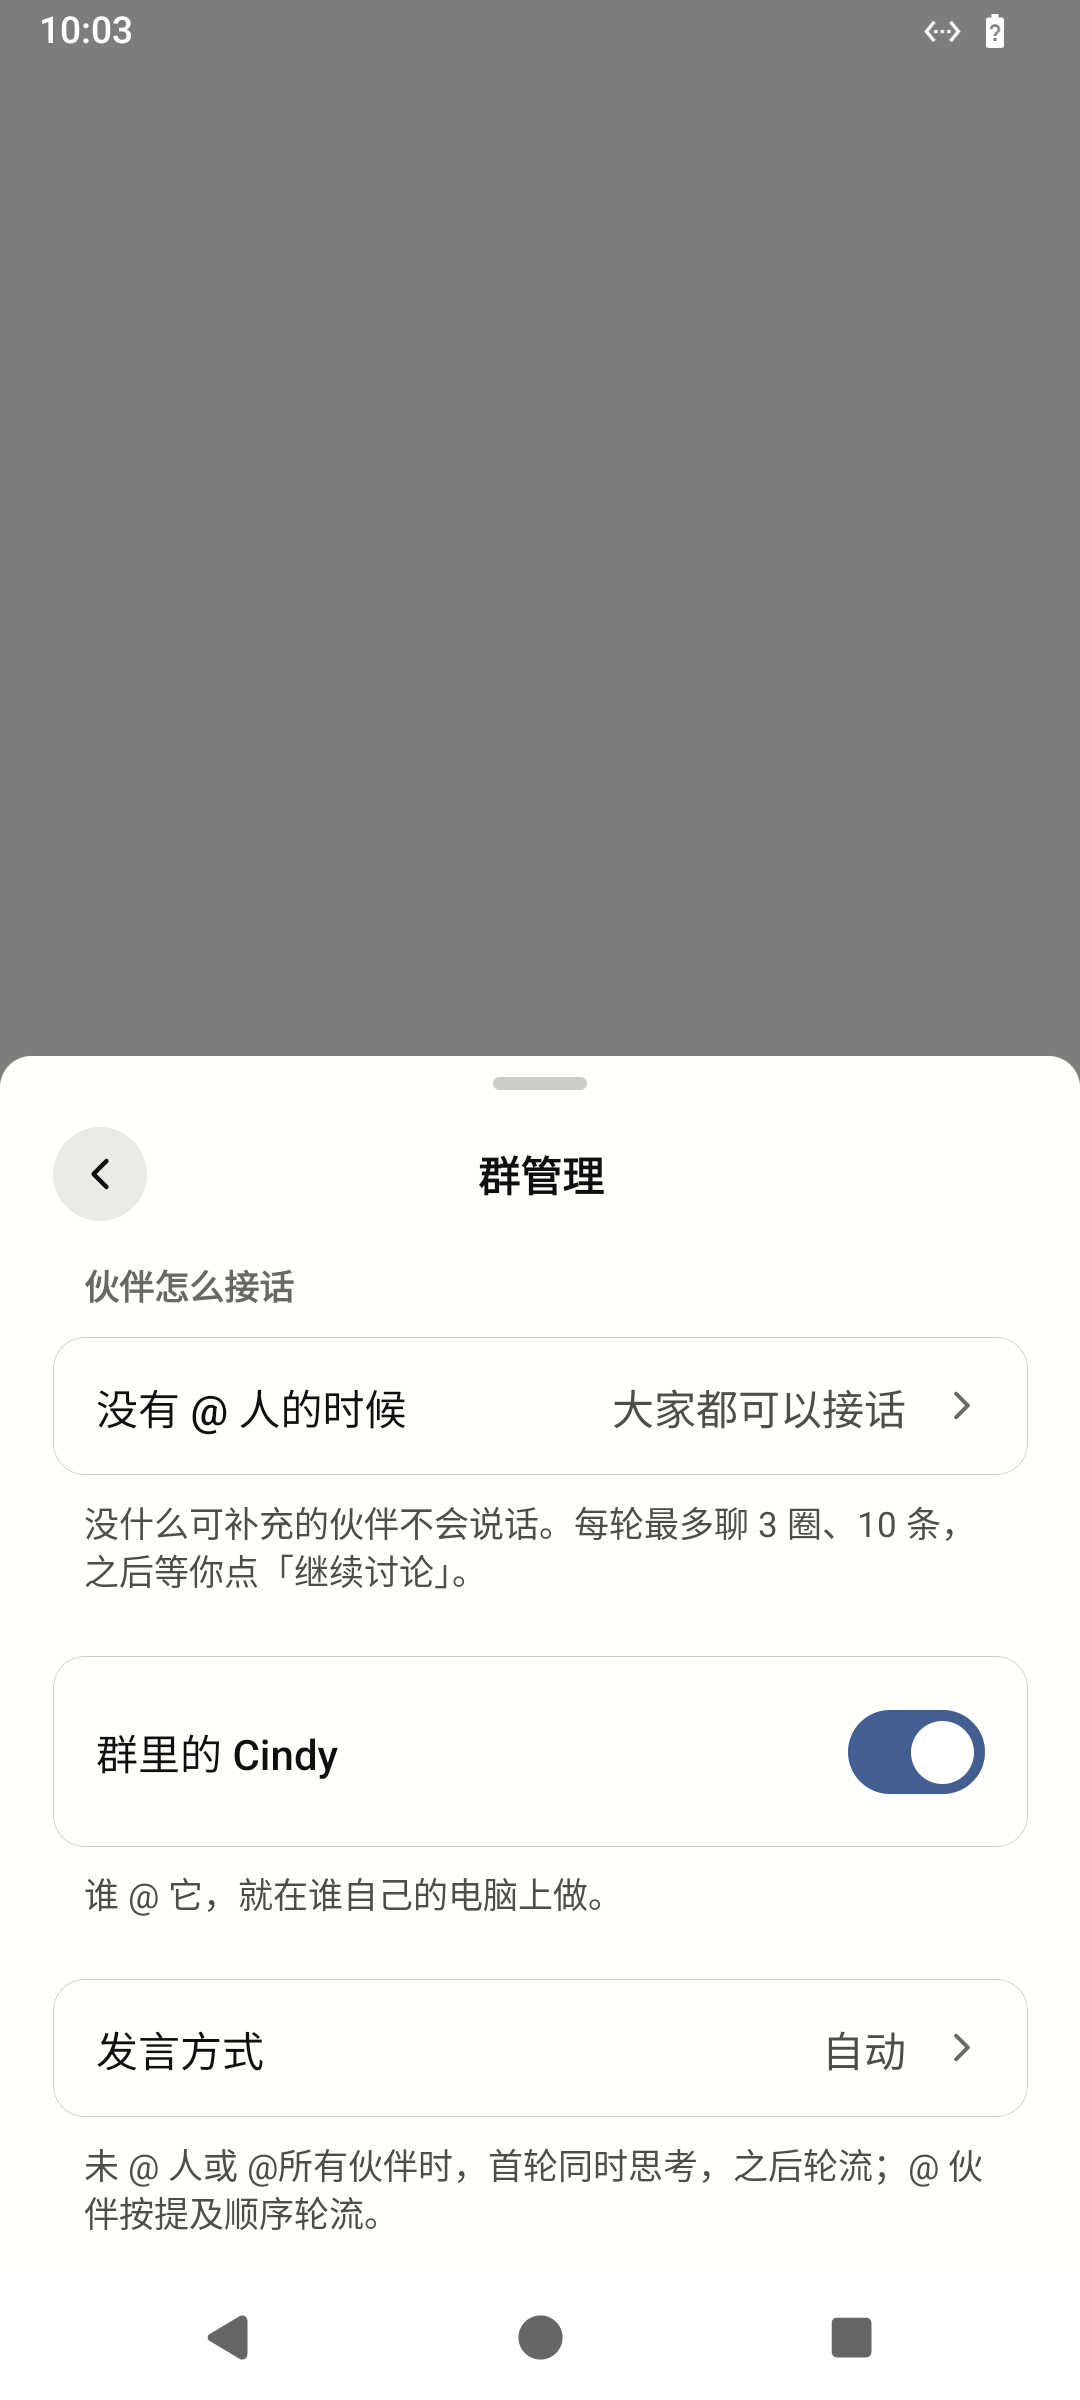 10:03
群管理
伙伴怎么接话
没有 @ 人的时候
大家都可以接话
没什么可补充的伙伴不会说话。每轮最多聊 3 圈、10 条，
之后等你点「继续讨论」。
群里的 Cindy
谁 @ 它，就在谁自己的电脑上做。
发言方式
自动
未 @ 人或 @所有伙伴时，首轮同时思考，之后轮流；@ 伙
伴按提及顺序轮流。